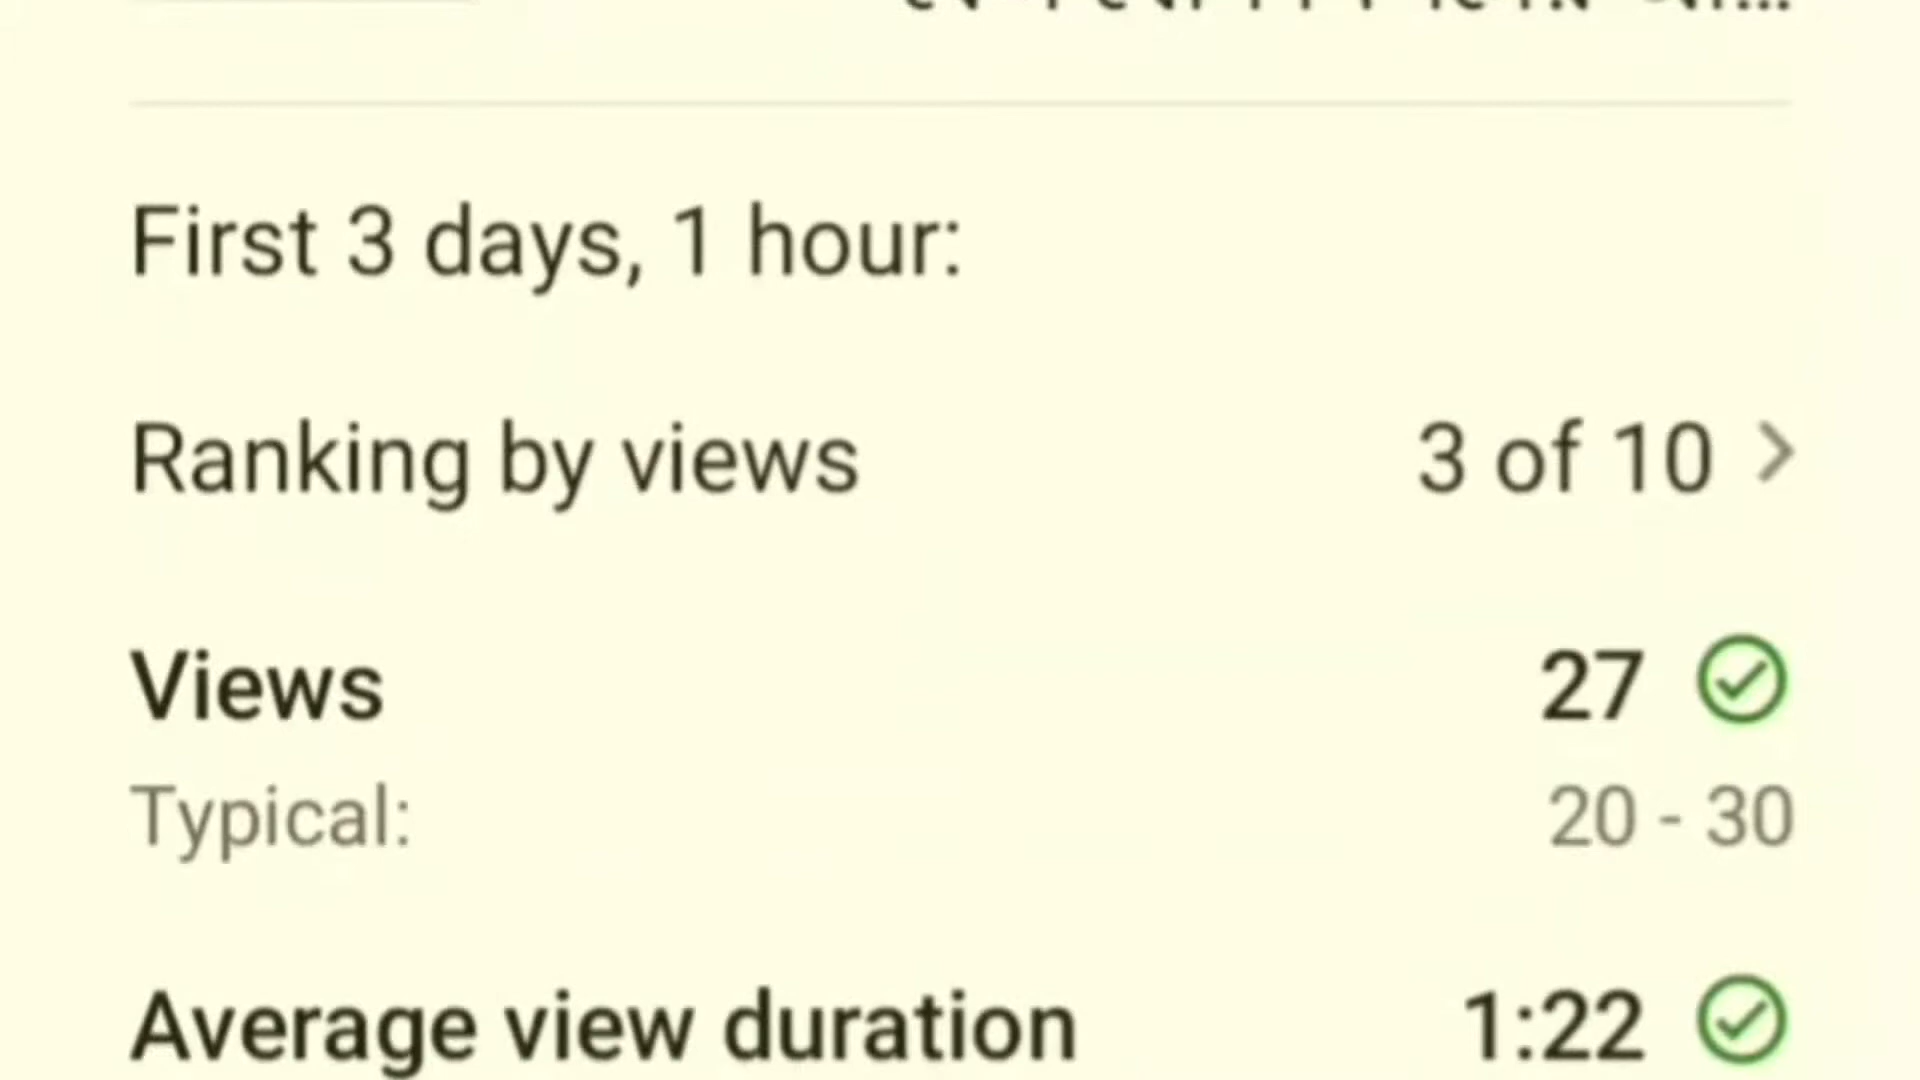 First 3 days, 1 hour:
Ranking by views 3 of 10 >
Views 27
Typical: 20 - 30
Average view duration 1:22